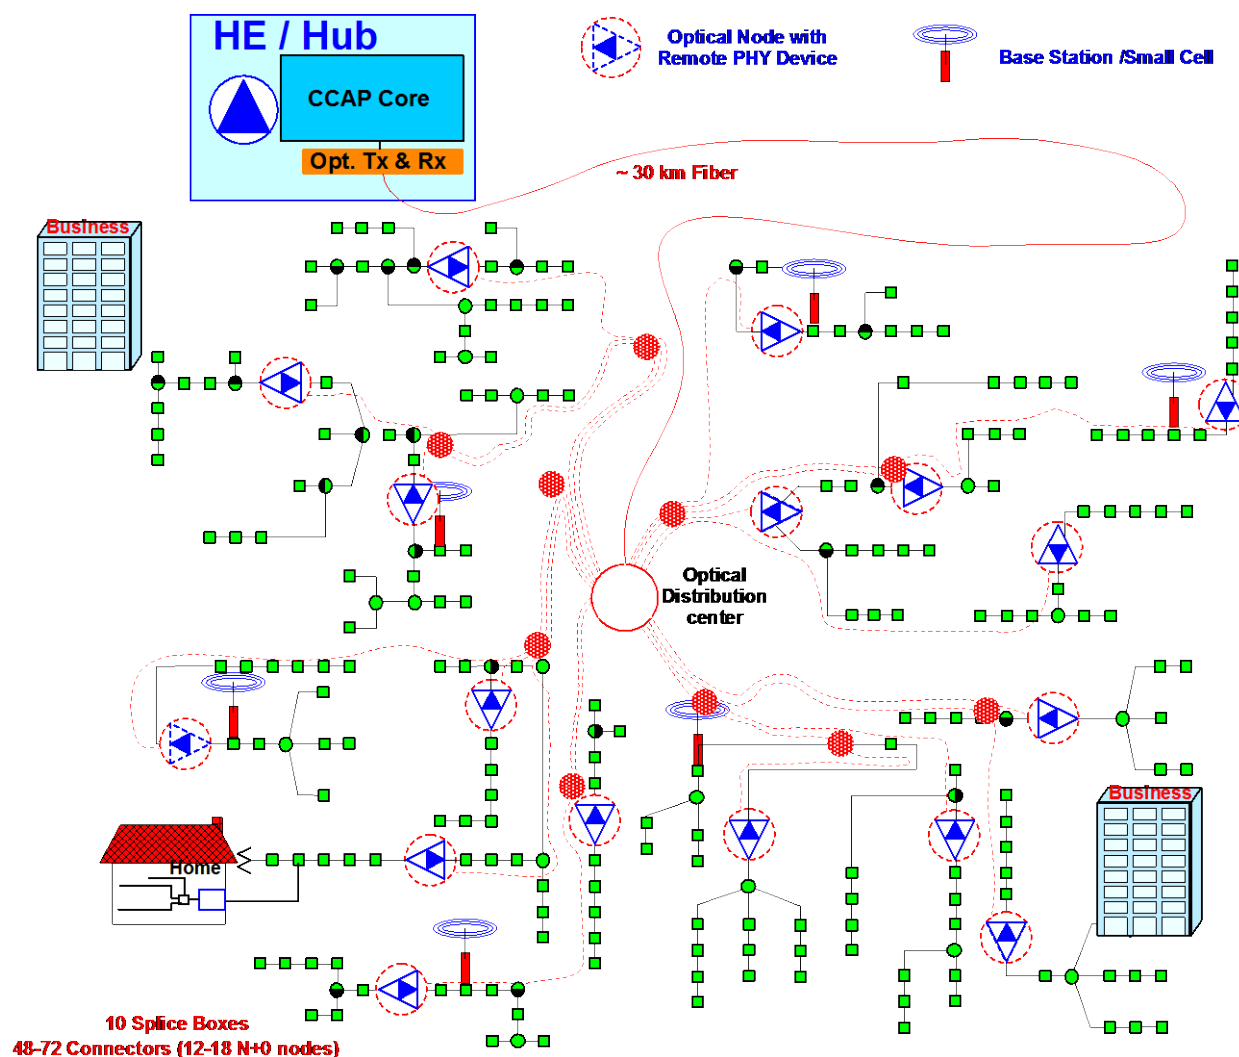 HE / Hub
CCAP Core
Opt. Tx & Rx
Optical Node with
Remote PHY Device
Base Station /Small Cell
~ 30 km Fiber
Business
Optical
Distribution
center
Home
Business
10 Splice Boxes
48-72 Connectors (12-18 N+0 nodes)